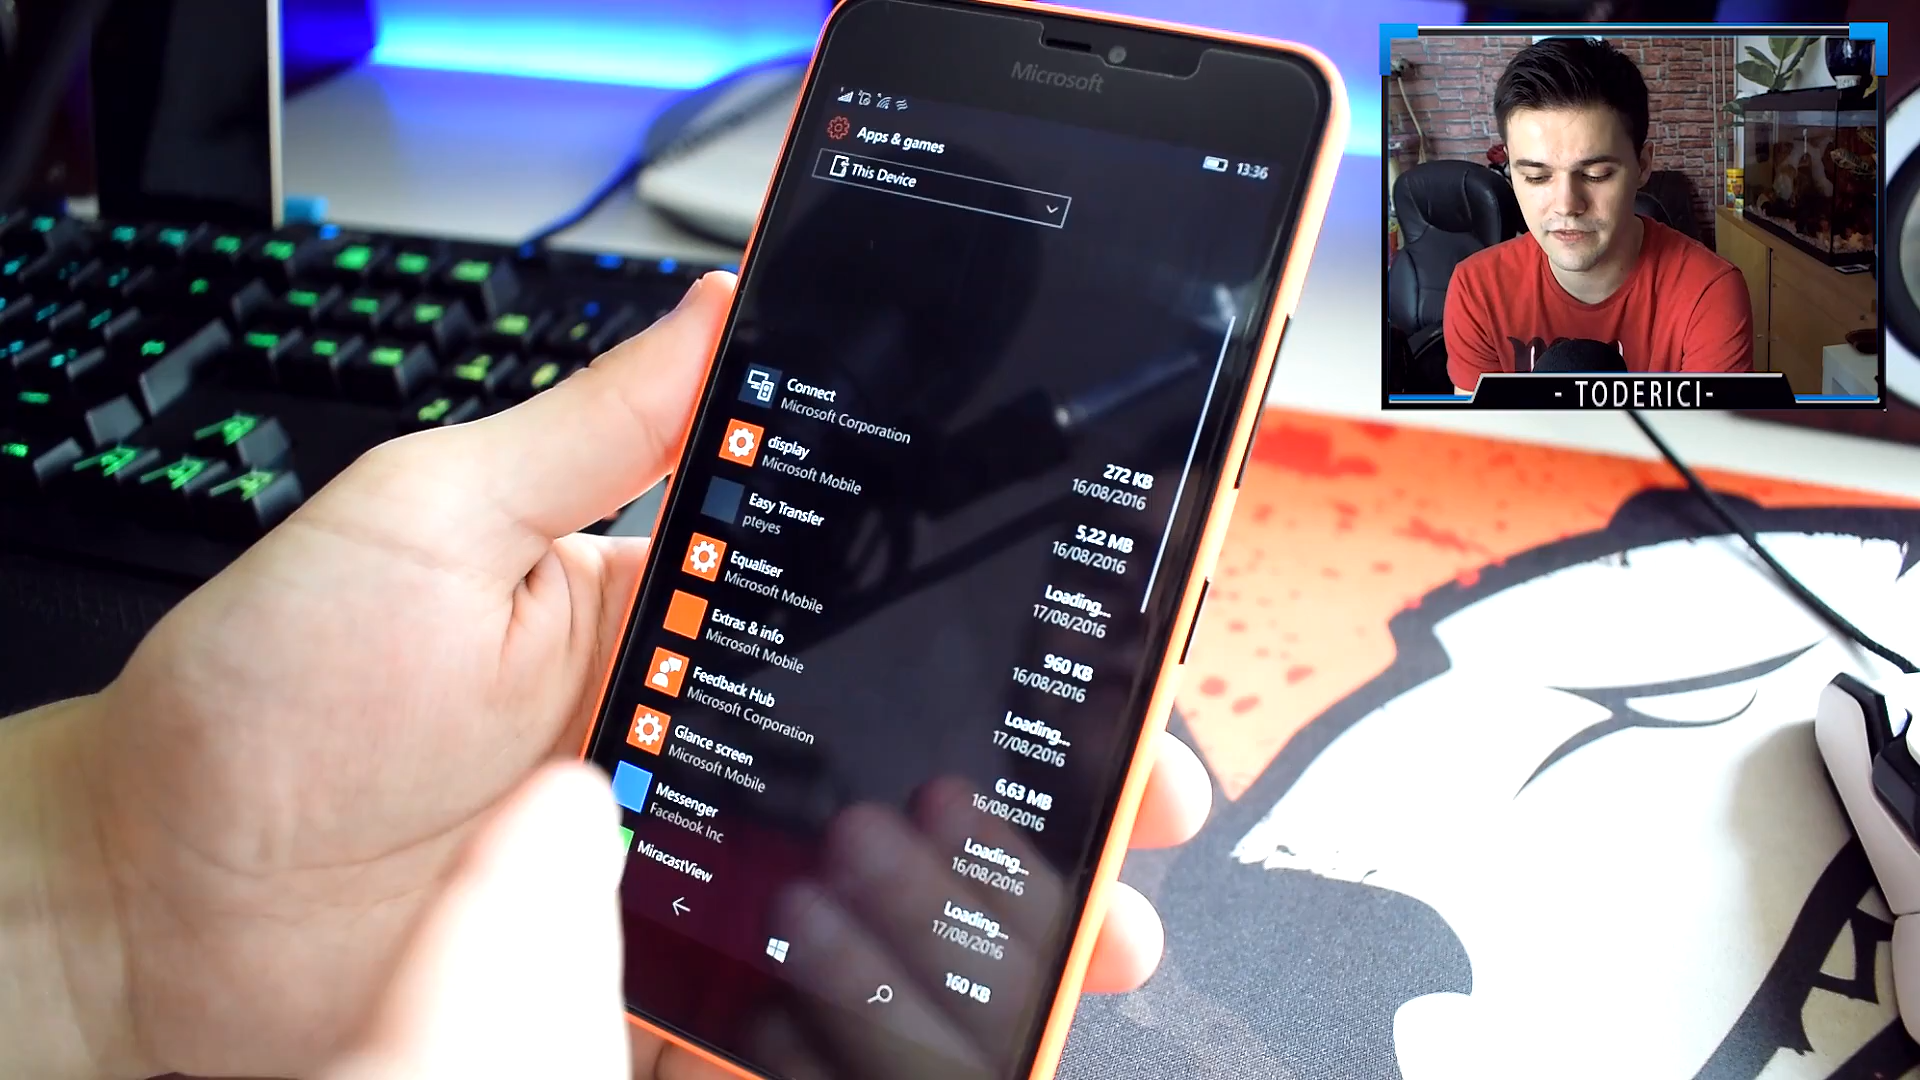 Microsoft
13:36
Apps & games
This Device
Connect
Microsoft Corporation
272 KB
16/08/2016
display
Microsoft Mobile
5,22 MB
16/08/2016
Easy Transfer
pteyes
Loading...
17/08/2016
Equaliser
Microsoft Mobile
960 KB
16/08/2016
Extras & info
Microsoft Mobile
Loading...
17/08/2016
Feedback Hub
Microsoft Corporation
6,63 MB
16/08/2016
Glance screen
Microsoft Mobile
Loading...
16/08/2016
Messenger
Facebook Inc
Loading...
17/08/2016
MiracastView
160 KB
- TODERICI-